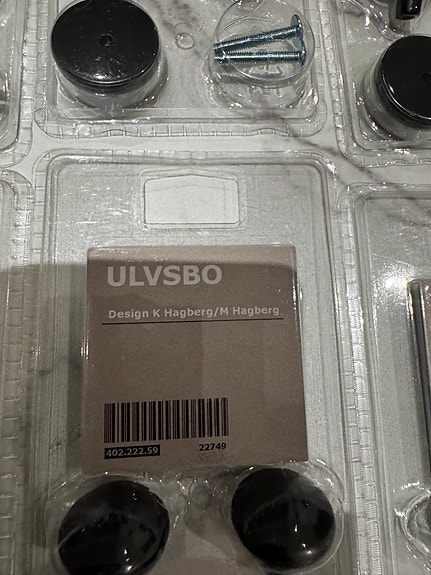 ULVSBO
Design K Hagberg/M Hagberg
402.222.59 22749